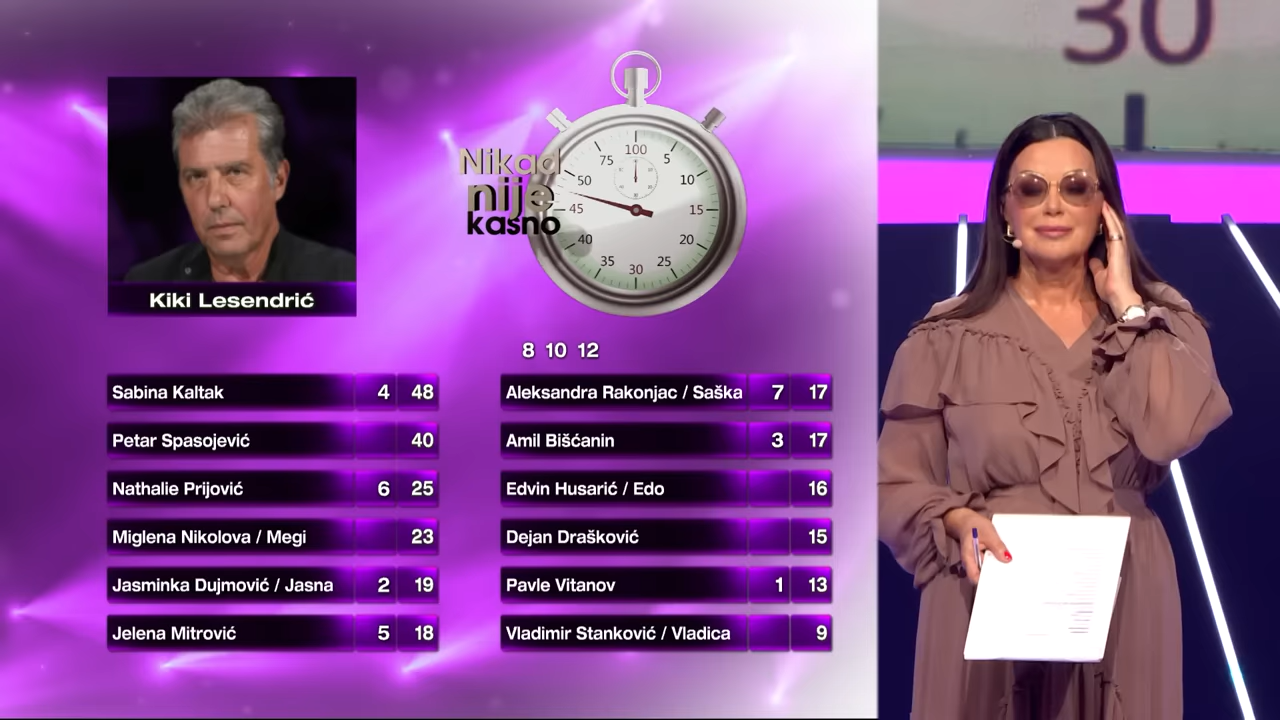 30
Nikad
nije
kasno
100
5
10
15
20
25
30
35
40
45
50
75
Kiki Lesendrić
8 10 12
Sabina Kaltak 4 48
Petar Spasojević 40
Nathalie Prijović 6 25
Miglena Nikolova / Megi 23
Jasminka Dujmović / Jasna 2 19
Jelena Mitrović 5 18
Aleksandra Rakonjac / Saška 7 17
Amil Bišćanin 3 17
Edvin Husarić / Edo 16
Dejan Drašković 15
Pavle Vitanov 1 13
Vladimir Stanković / Vladica 9